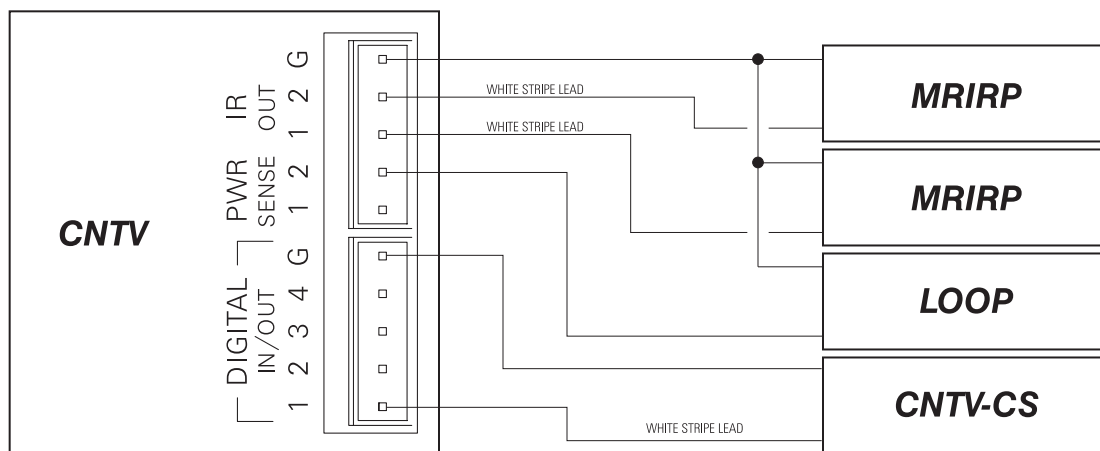 CNTV
IR
OUT
PWR
SENSE
DIGITAL
IN/OUT
G
2
1
2
1
G
4
3
2
1
WHITE STRIPE LEAD
WHITE STRIPE LEAD
WHITE STRIPE LEAD
MRIRP
MRIRP
LOOP
CNTV-CS